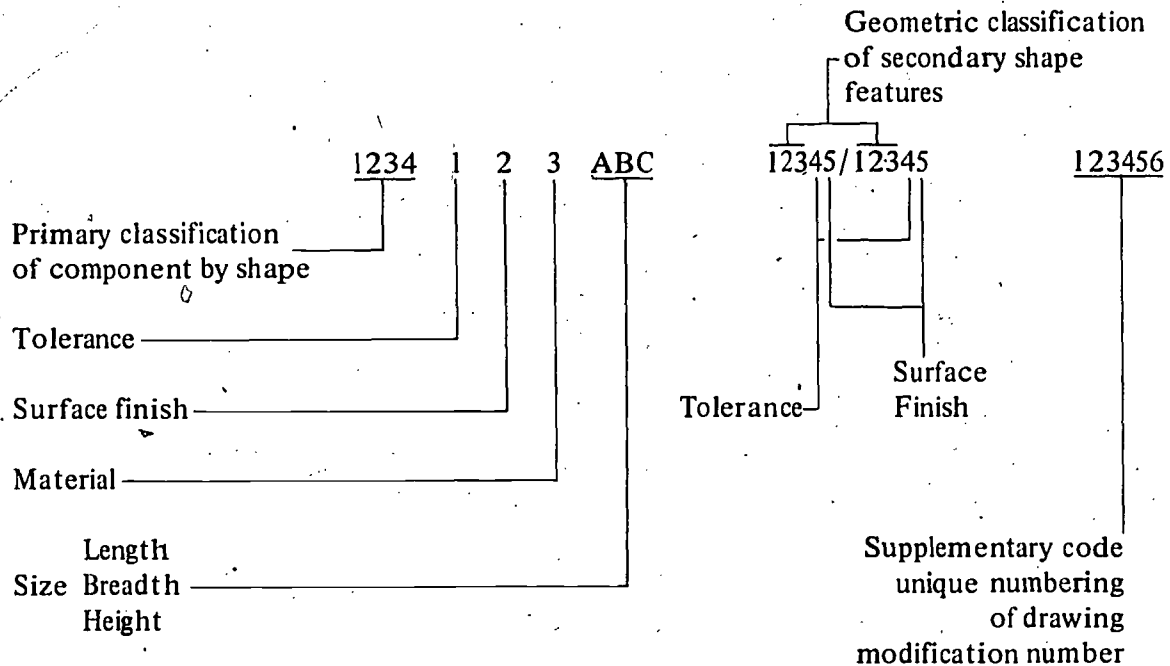 Geometric classification
of secondary shape
features
1234 1 2 3 ABC 12345/12345 123456
Primary classification
of component by shape
Tolerance
Surface finish
Material
Length
Size Breadth
Height
Tolerance
Surface
Finish
Supplementary code
unique numbering
of drawing
modification number